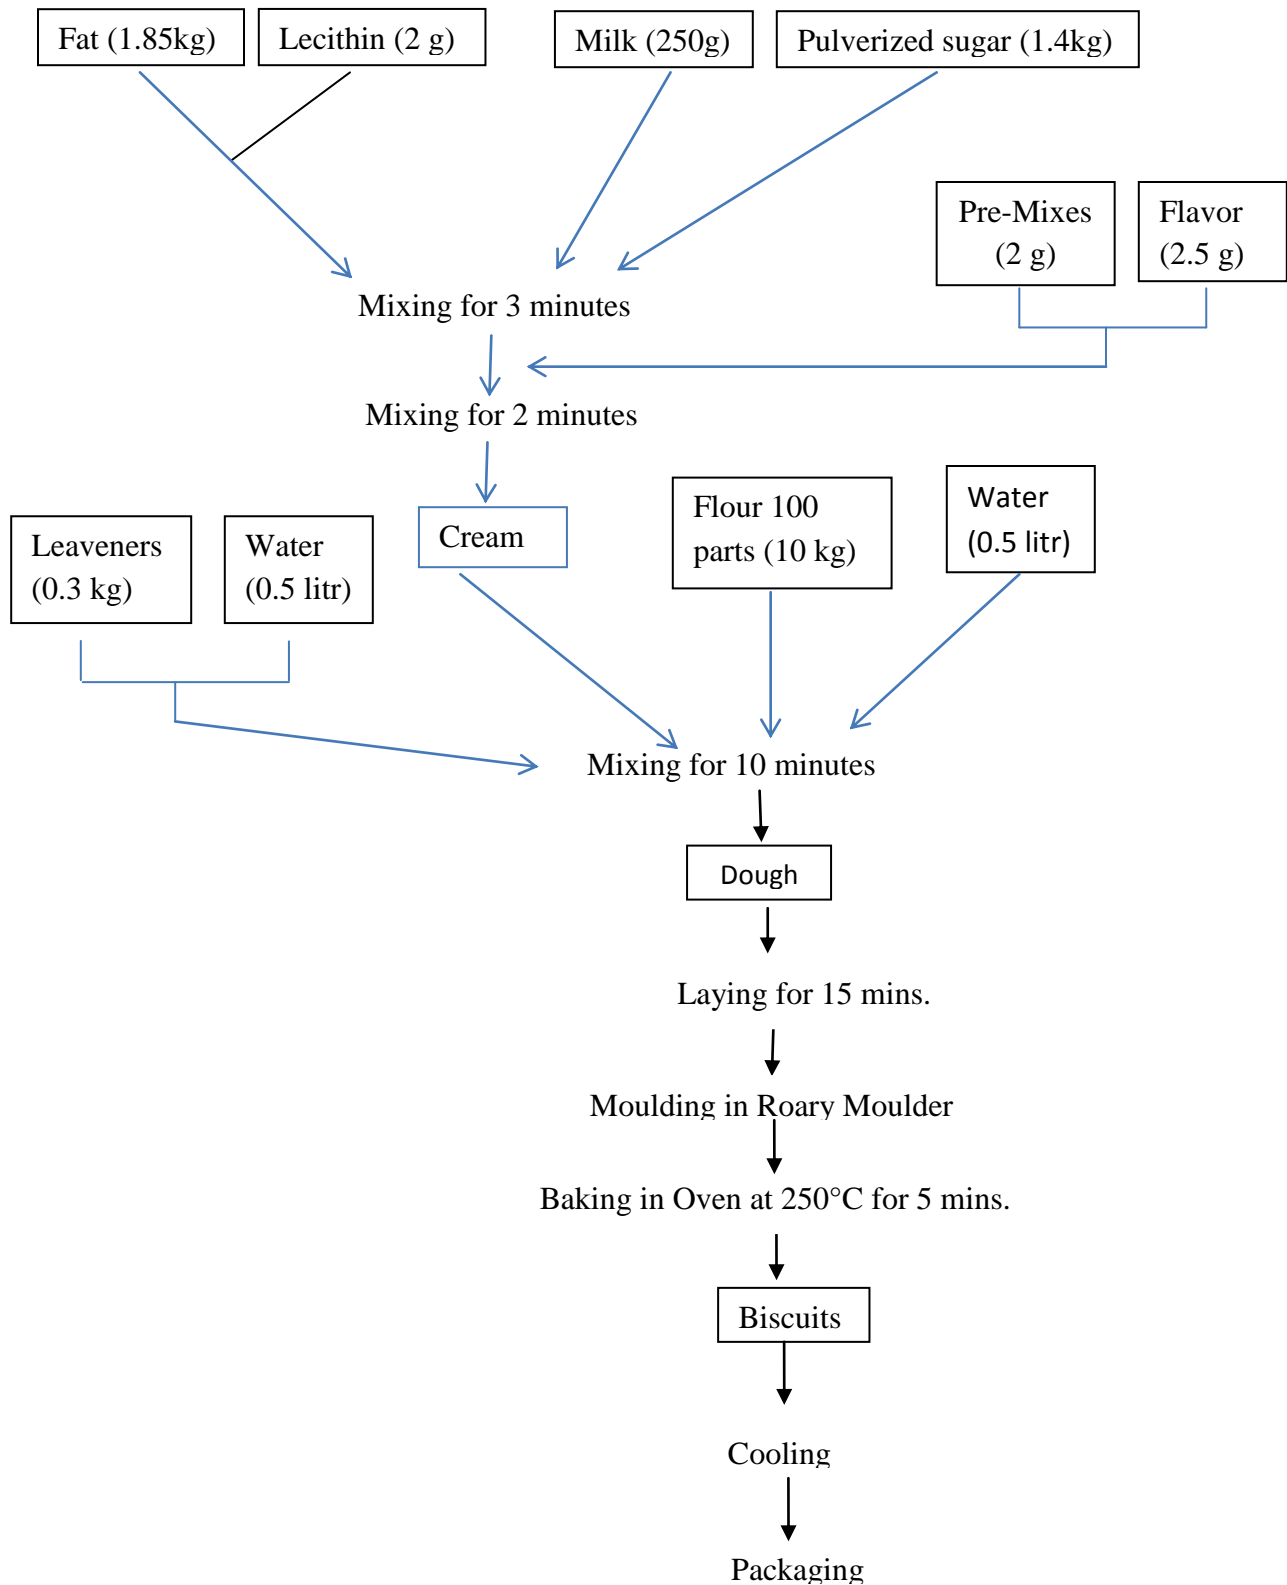 Fat (1.85kg)
Lecithin (2 g)
Milk (250g)
Pulverized sugar (1.4kg)
Pre-Mixes
(2 g)
Flavor
(2.5 g)
Mixing for 3 minutes
Mixing for 2 minutes
Leaveners
(0.3 kg)
Water
(0.5 litr)
Cream
Flour 100
parts (10 kg)
Water
(0.5 litr)
Mixing for 10 minutes
Dough
Laying for 15 mins.
Moulding in Roary Moulder
Baking in Oven at 250°C for 5 mins.
Biscuits
Cooling
Packaging